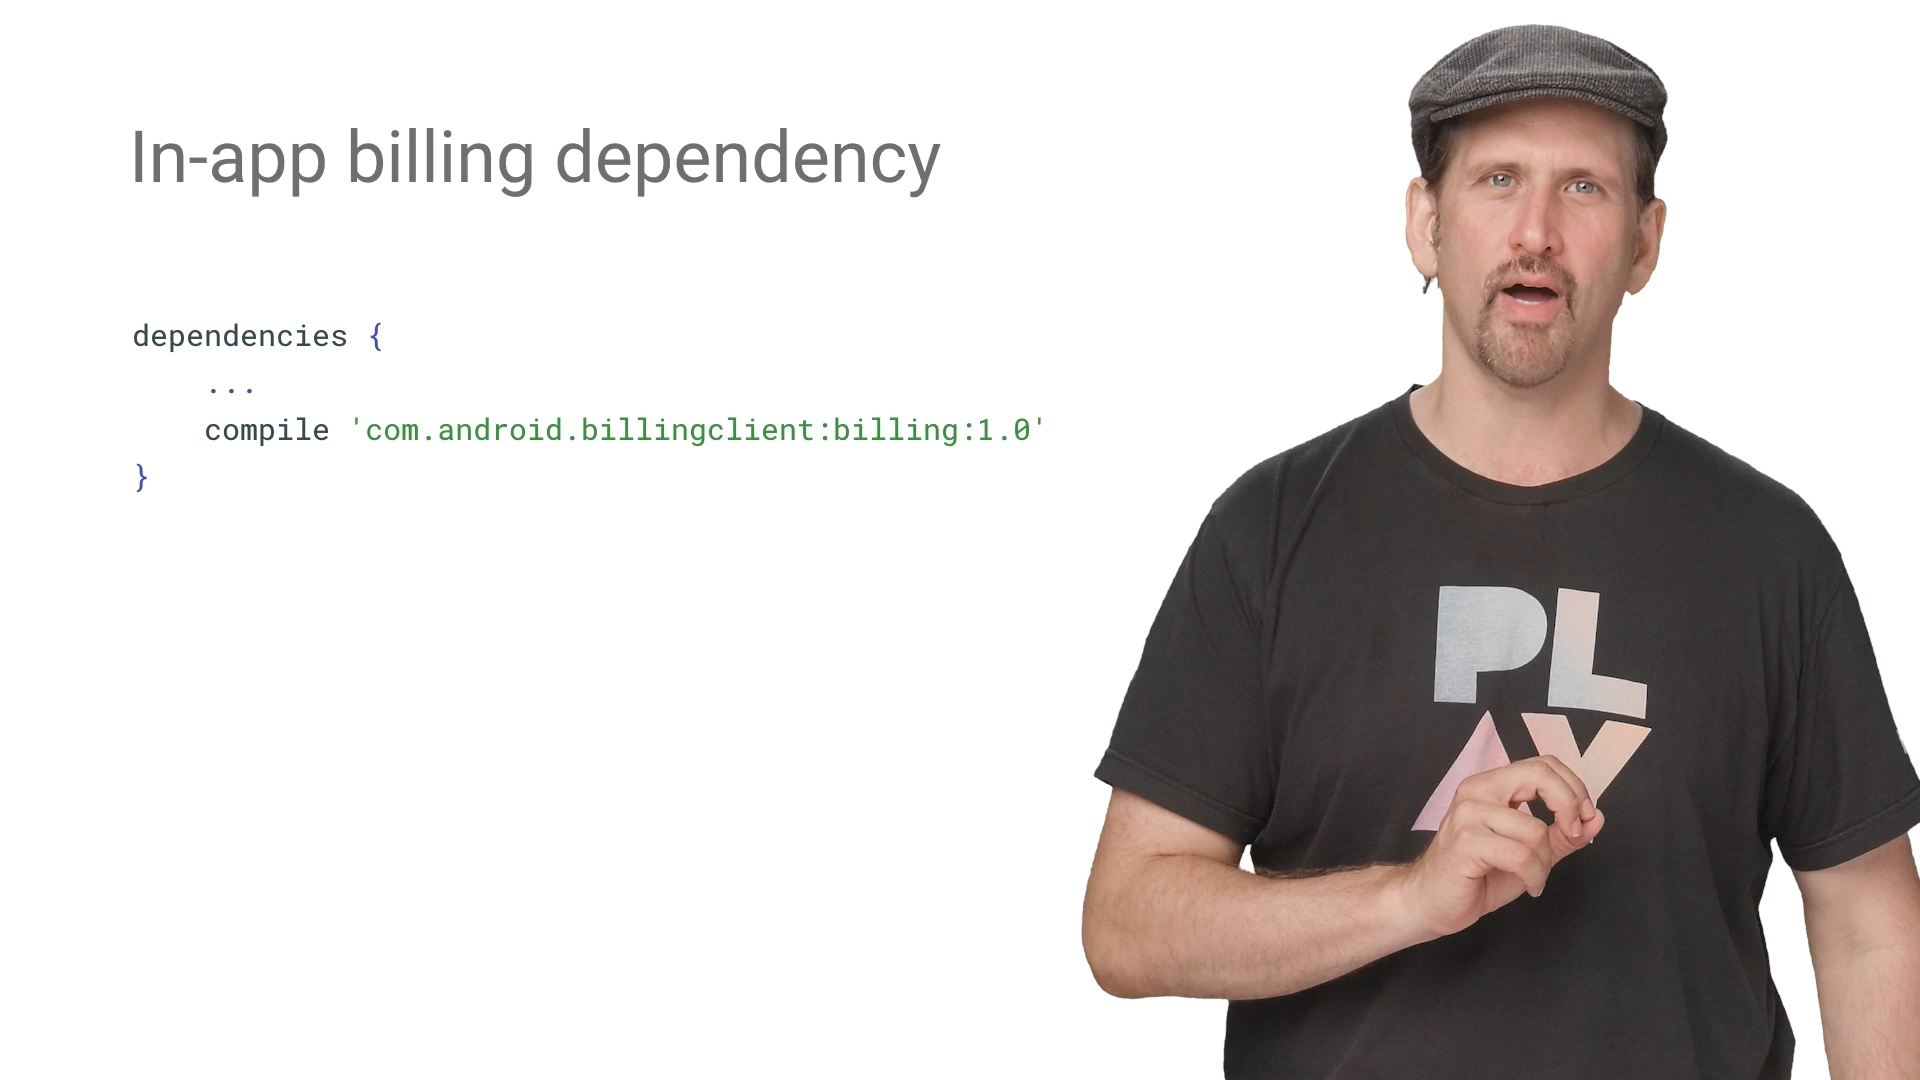 In-app billing dependency
dependencies {
...
compile 'com.android.billingclient:billing:1.0'
}
PL
AY